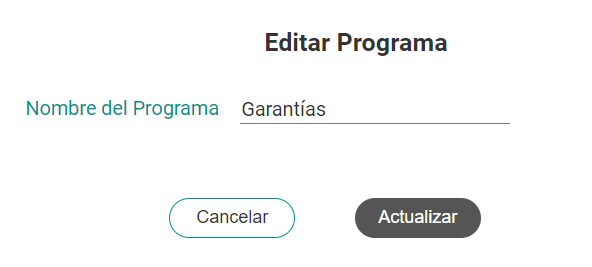 Editar Programa
Nombre del Programa Garantías
Cancelar Actualizar